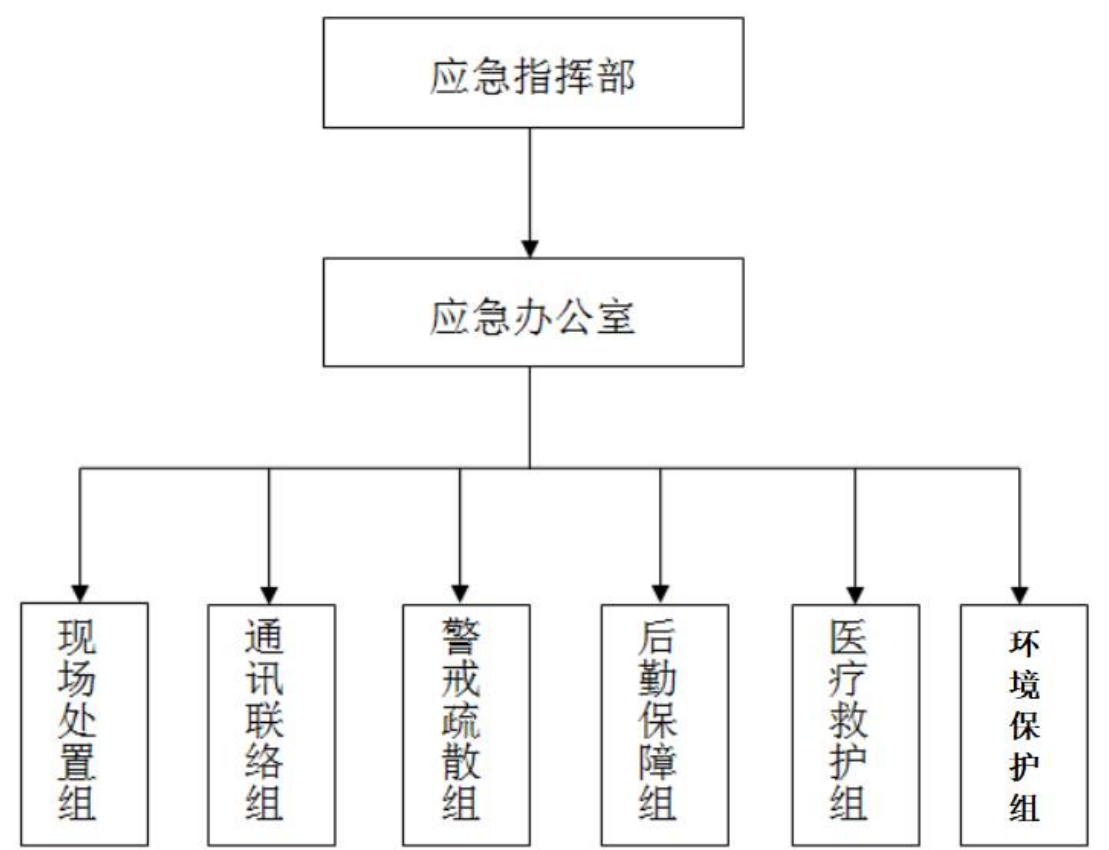 应急指挥部
应急办公室
现场处置组
通讯联络组
警戒疏散组
后勤保障组
医疗救护组
环境保护组